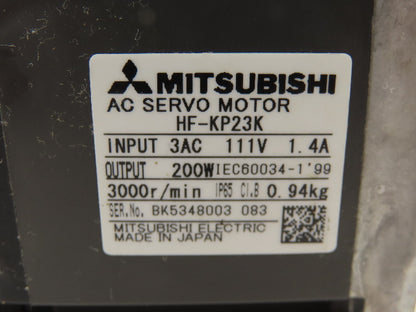 MITSUBISHI
AC SERVO MOTOR
HF-KP23K
INPUT 3AC 111V 1.4A
OUTPUT 200W IEC60034-1'99
3000r/min IP65 Cl.B 0.94kg
SER.No. BK5348003 083
MITSUBISHI ELECTRIC
MADE IN JAPAN